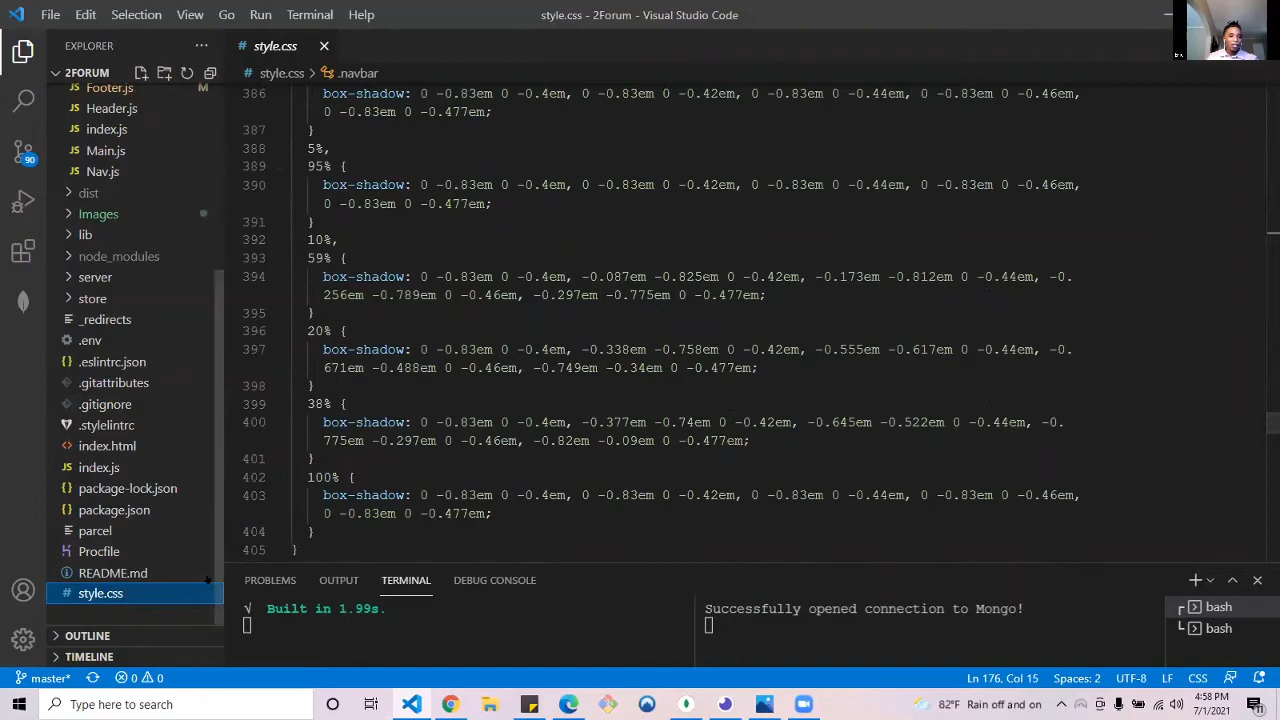 File Edit Selection View Go Run Terminal Help
style.css - 2Forum - Visual Studio Code
EXPLORER
2FORUM
Footer.js M
Header.js
index.js
Main.js
Nav.js
dist
Images
lib
node_modules
server
store
_redirects
.env
.eslintrc.json
.gitattributes
.gitignore
.stylelintrc
index.html
index.js
package-lock.json
package.json
parcel
Procfile
README.md
style.css
OUTLINE
TIMELINE
90
style.css
style.css > .navbar
386 box-shadow: 0 -0.83em 0 -0.4em, 0 -0.83em 0 -0.42em, 0 -0.83em 0 -0.44em, 0 -0.83em 0 -0.46em,
0 -0.83em 0 -0.477em;
387 }
388 5%,
389 95% {
390 box-shadow: 0 -0.83em 0 -0.4em, 0 -0.83em 0 -0.42em, 0 -0.83em 0 -0.44em, 0 -0.83em 0 -0.46em,
0 -0.83em 0 -0.477em;
391 }
392 10%,
393 59% {
394 box-shadow: 0 -0.83em 0 -0.4em, -0.087em -0.825em 0 -0.42em, -0.173em -0.812em 0 -0.44em, -0.
256em -0.789em 0 -0.46em, -0.297em -0.775em 0 -0.477em;
395 }
396 20% {
397 box-shadow: 0 -0.83em 0 -0.4em, -0.338em -0.758em 0 -0.42em, -0.555em -0.617em 0 -0.44em, -0.
671em -0.488em 0 -0.46em, -0.749em -0.34em 0 -0.477em;
398 }
399 38% {
400 box-shadow: 0 -0.83em 0 -0.4em, -0.377em -0.74em 0 -0.42em, -0.645em -0.522em 0 -0.44em, -0.
775em -0.297em 0 -0.46em, -0.82em -0.09em 0 -0.477em;
401 }
402 100% {
403 box-shadow: 0 -0.83em 0 -0.4em, 0 -0.83em 0 -0.42em, 0 -0.83em 0 -0.44em, 0 -0.83em 0 -0.46em,
0 -0.83em 0 -0.477em;
404 }
405 }
PROBLEMS OUTPUT TERMINAL DEBUG CONSOLE
√ Built in 1.99s.
Successfully opened connection to Mongo!
bash
bash
master* 0 0
Ln 176, Col 15 Spaces: 2 UTF-8 LF CSS
Type here to search
82°F Rain off and on
4:58 PM
7/1/2021